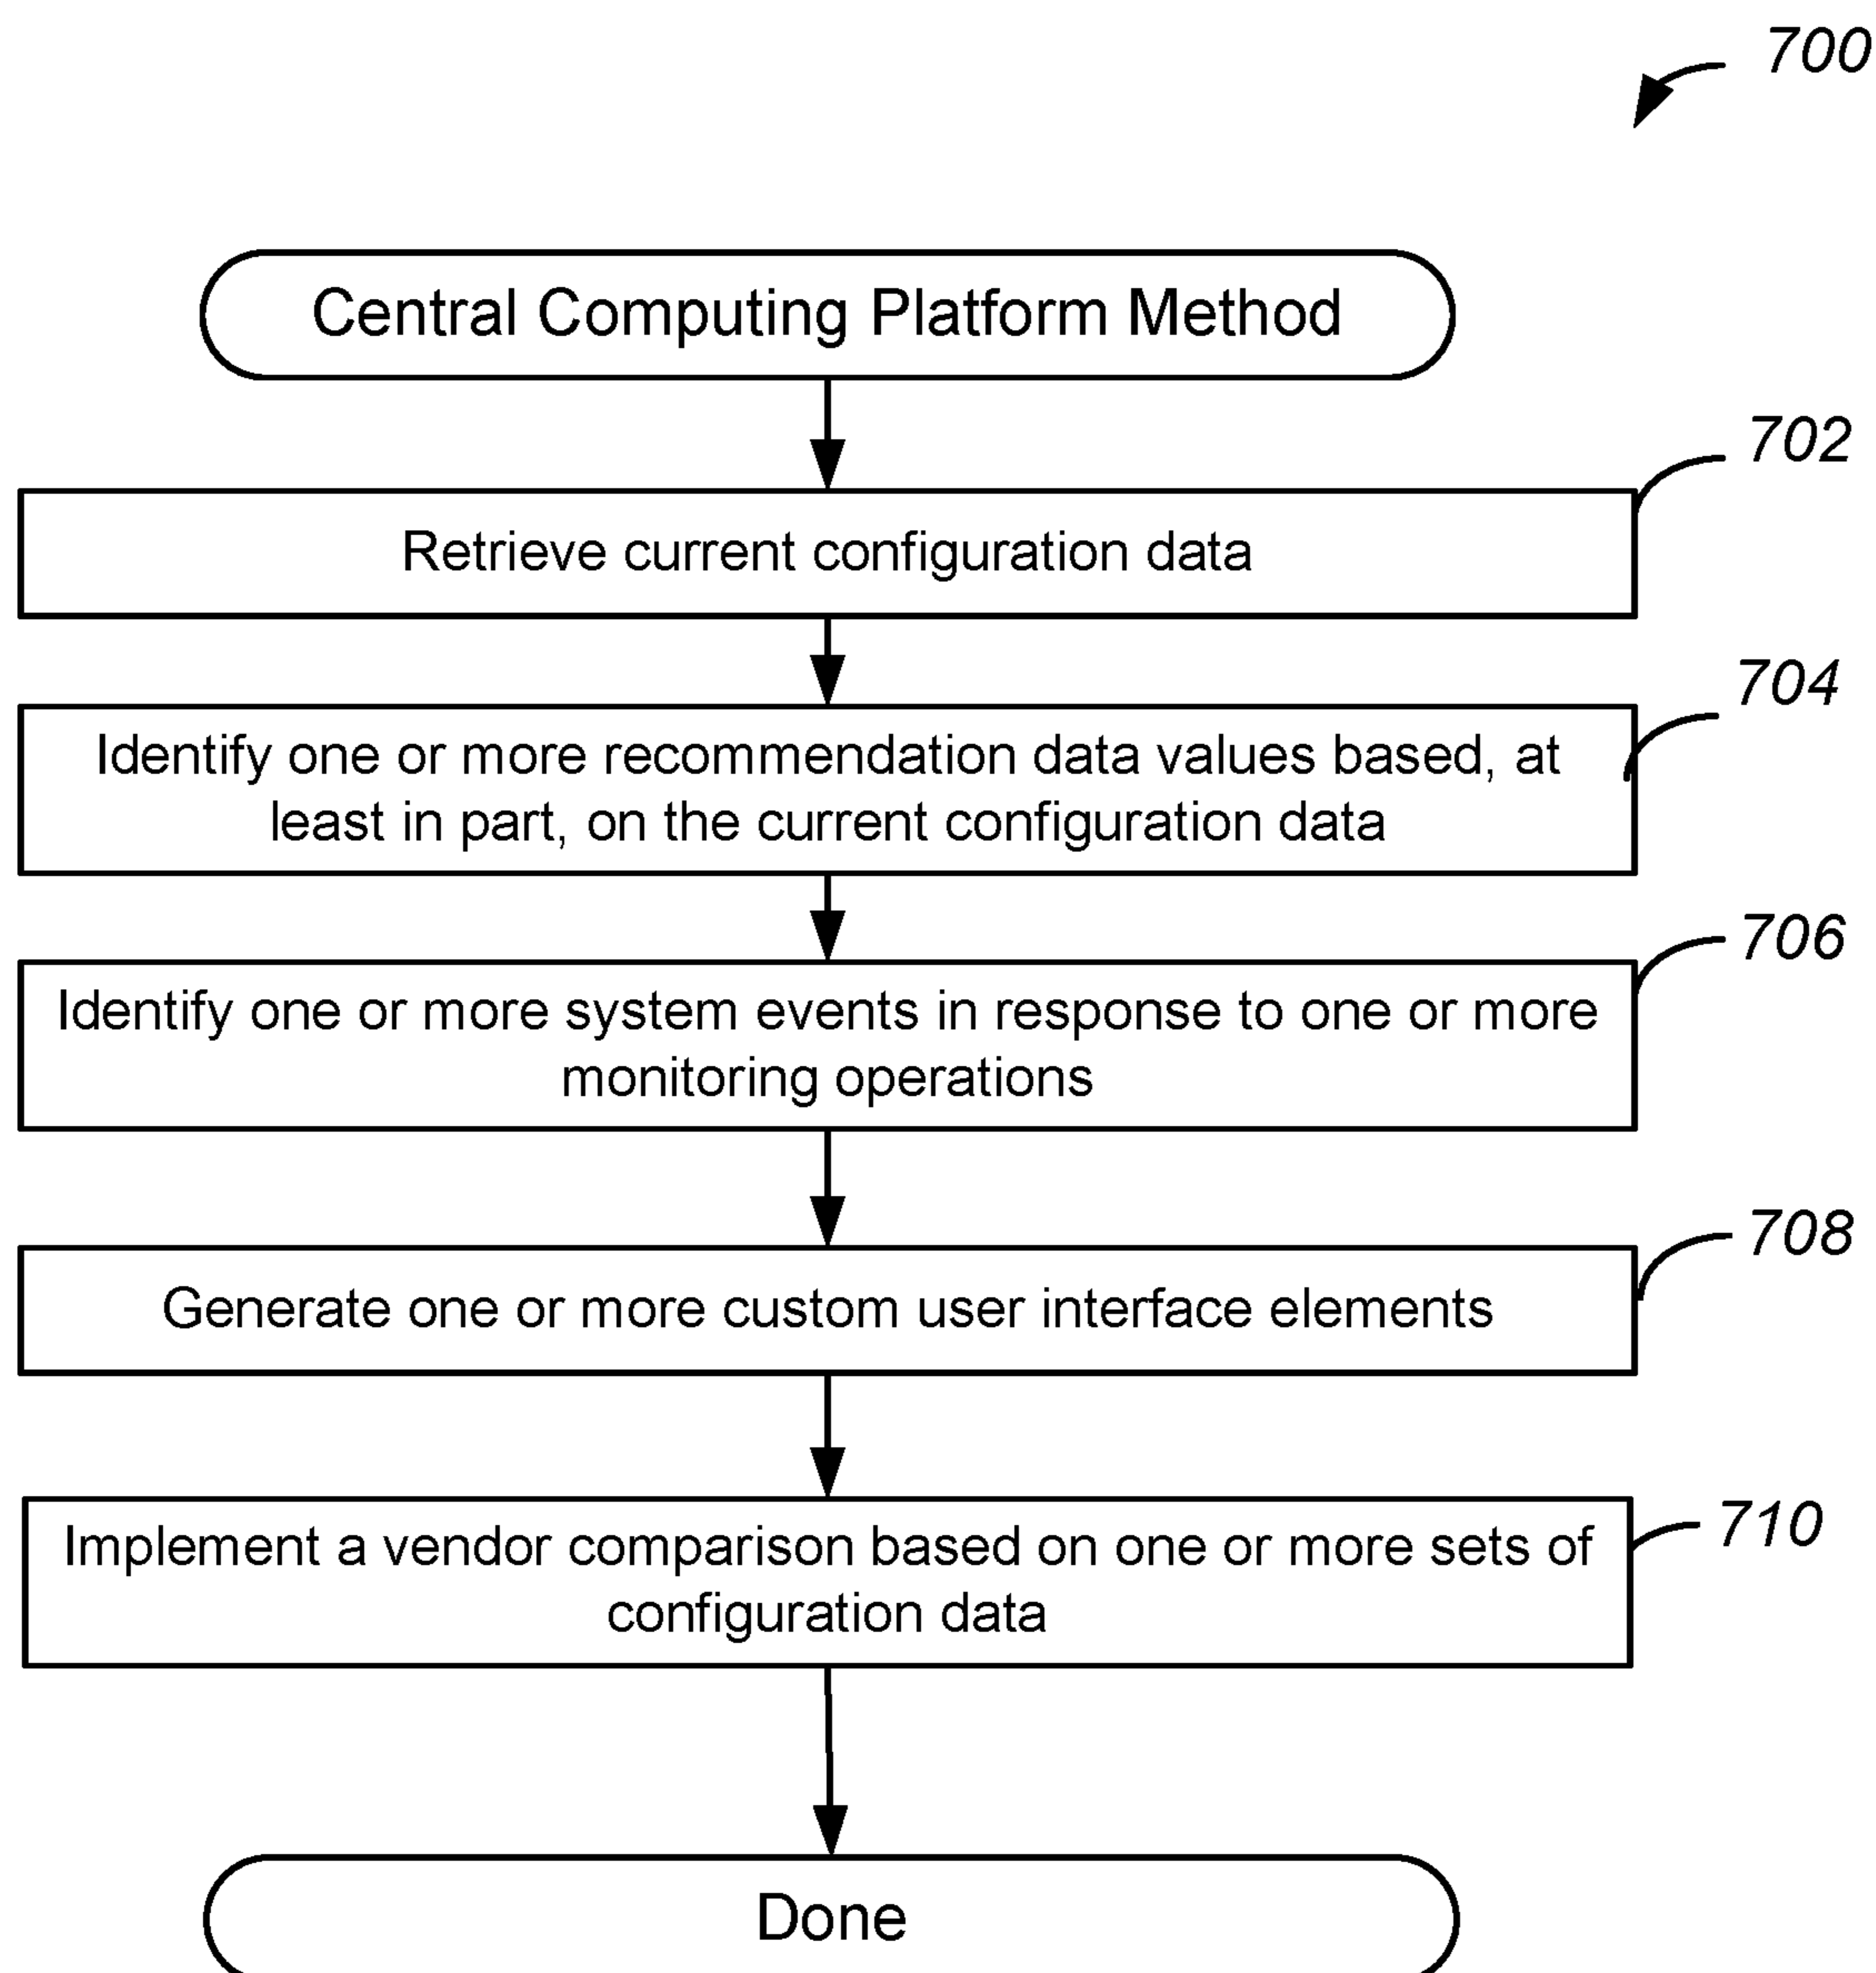 700
Central Computing Platform Method
702
Retrieve current configuration data
704
Identify one or more recommendation data values based, at
least in part, on the current configuration data
706
Identify one or more system events in response to one or more
monitoring operations
708
Generate one or more custom user interface elements
710
Implement a vendor comparison based on one or more sets of
configuration data
Done